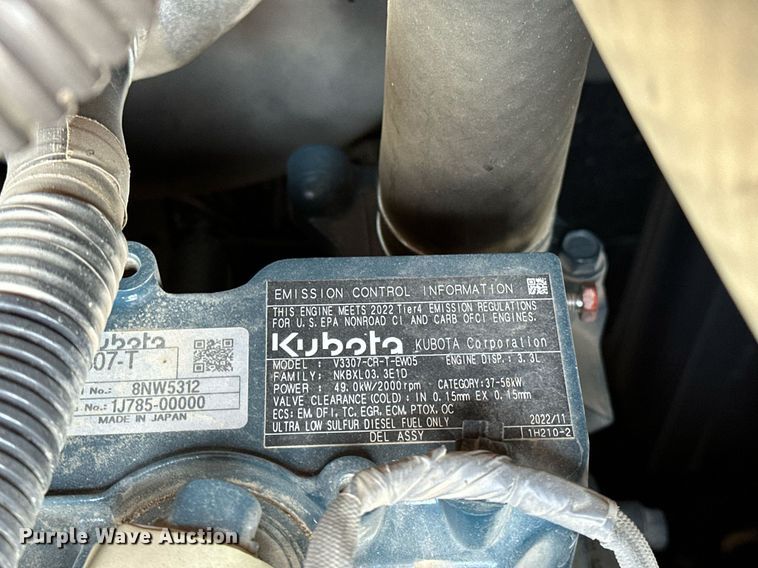 EMISSION CONTROL INFORMATION
THIS ENGINE MEETS 2022 Tier4 EMISSION REGULATIONS
FOR U.S. EPA NONROAD CI AND CARB OFCI ENGINES.
Kubota KUBOTA Corporation
MODEL : V3307-CR-T-EW05 ENGINE DISP.: 3.3L
FAMILY: NKBXL03.3E1D
POWER : 49.0kW/2000rpm CATEGORY:37-56kW
VALVE CLEARANCE (COLD) : IN 0.15mm EX 0.15mm
ECS: EM, DFI, TC, EGR, ECM, PTOX, OC
ULTRA LOW SULFUR DIESEL FUEL ONLY 2022/11
DEL ASSY 1H210-2
Kubota
307-T
No.: 8NW5312
No.: 1J785-00000
MADE IN JAPAN
Purple Wave Auction